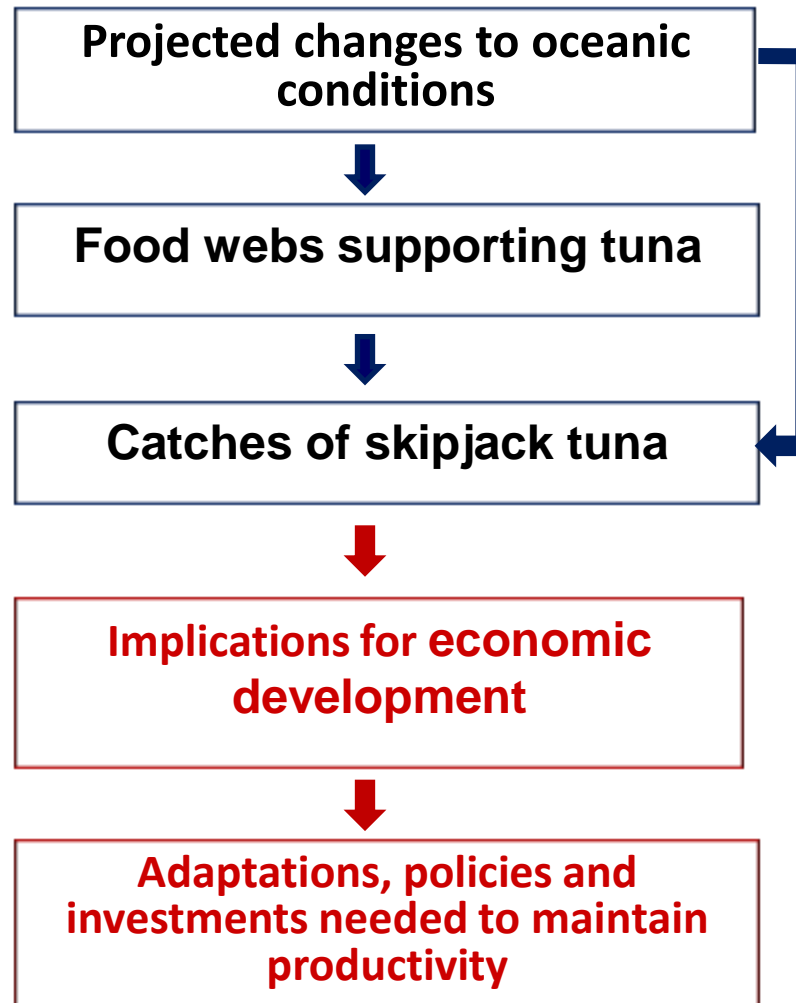 Projected changes to oceanic
conditions
Food webs supporting tuna
Catches of skipjack tuna
Implications for economic
development
Adaptations, policies and
investments needed to maintain
productivity